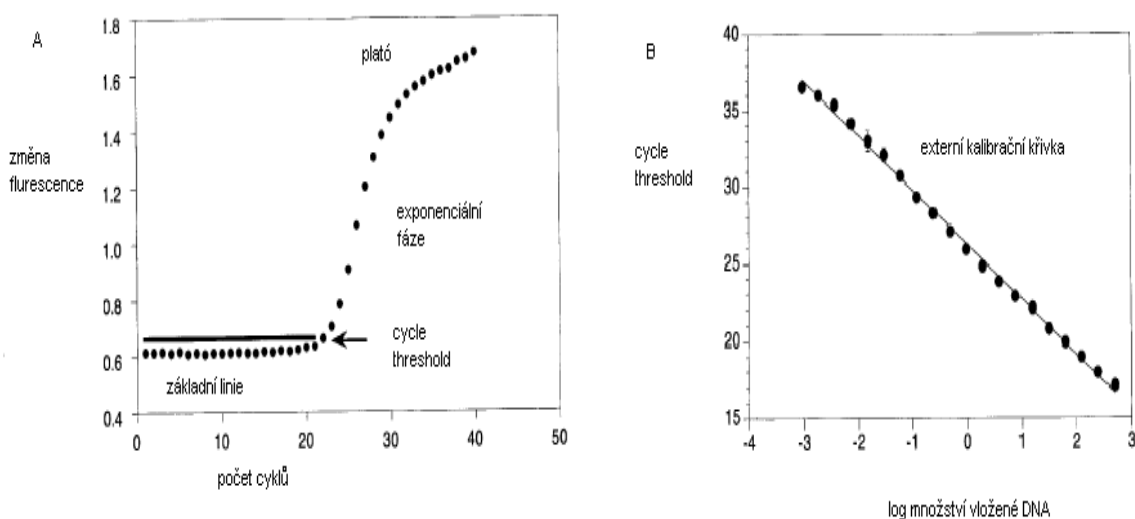 A
1.8
1.6
1.4
1.2
1.0
0.8
0.6
0.4
změna
flurescence
plató
exponenciální
fáze
cycle
threshold
základní linie
0 10 20 30 40 50
počet cyklů
B
40
35
30
25
20
15
cycle
threshold
externí kalibrační křivka
-4 -3 -2 -1 0 1 2 3
log množství vložené DNA